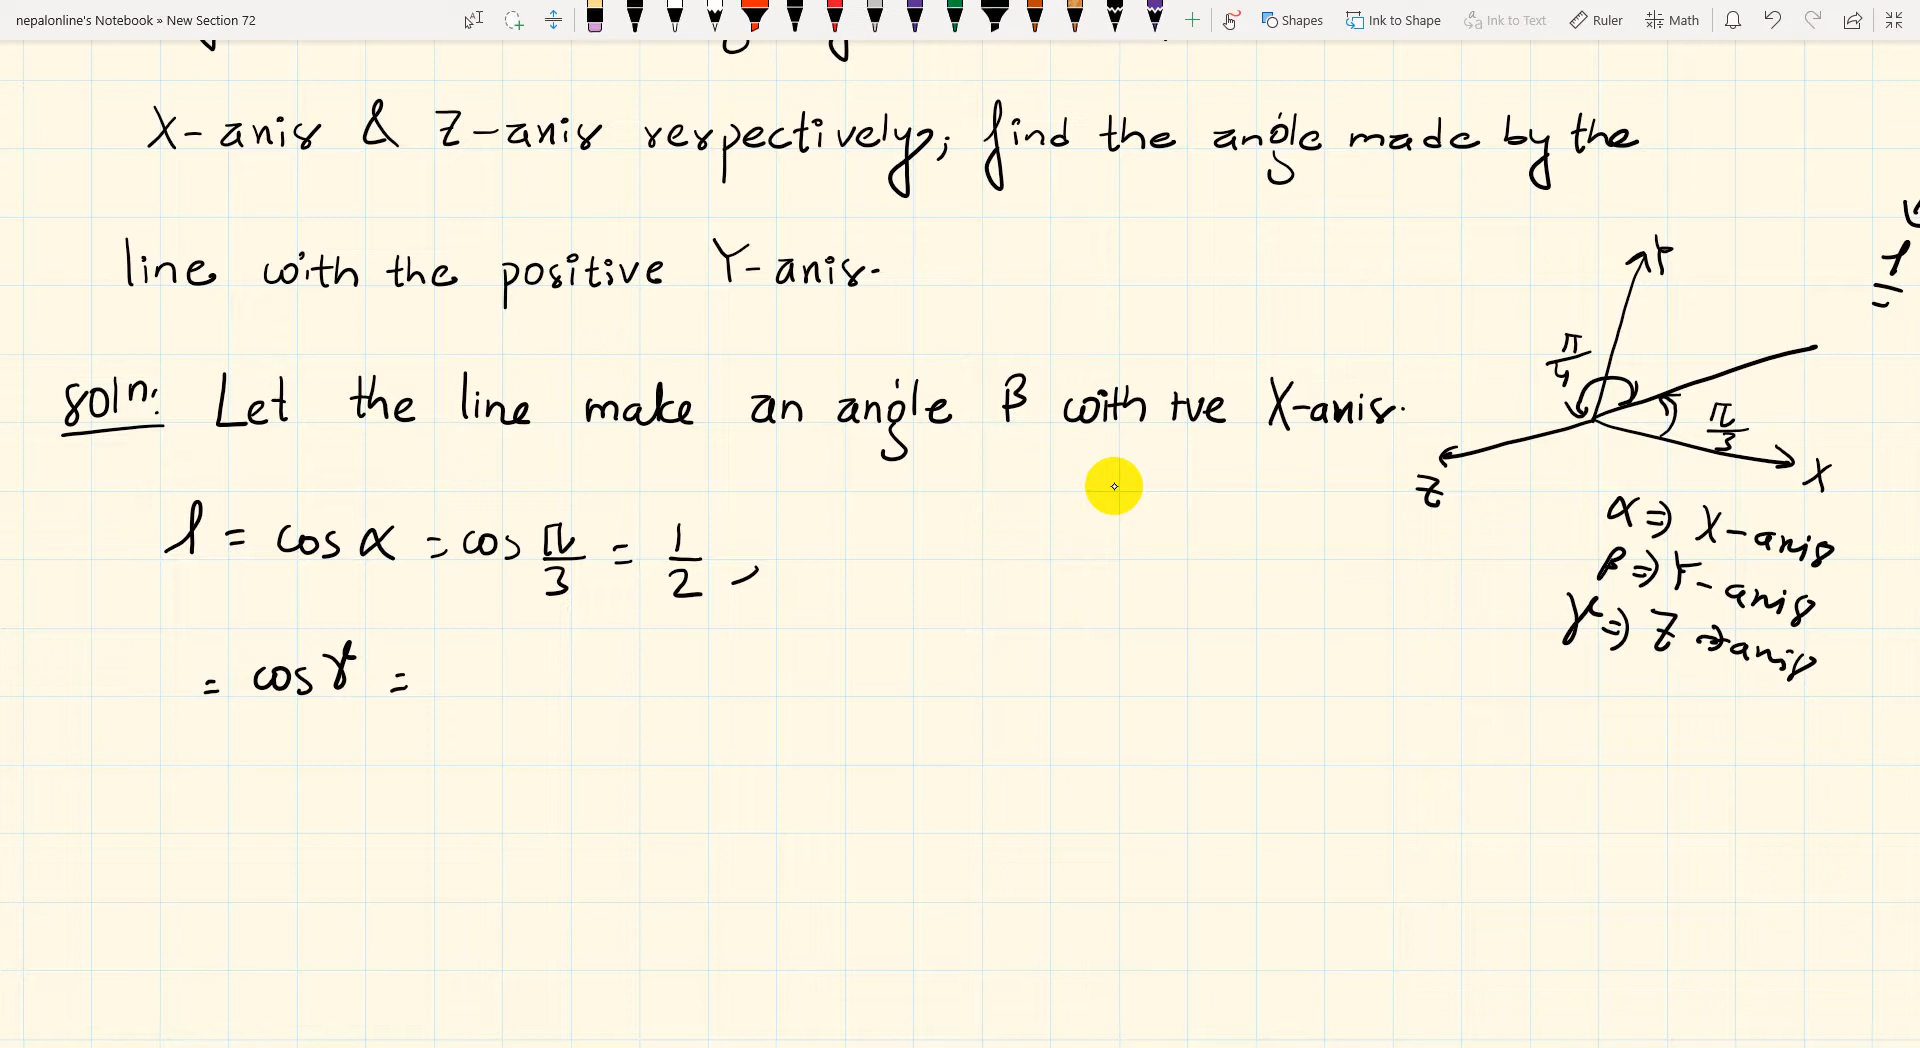 nepalonline's Notebook » New Section 72
Shapes Ink to Shape Ink to Text Ruler Math
X-axis & Z-axis respectively, find the angle made by the
line with the positive Y-axis.
soln: Let the line make an angle β with +ve X-axis.
l = cos α = cos π/3 = 1/2 ,
= cos γ =
Y
π/4
π/3
Z
X
α ⇒ X-axis
β ⇒ Y-axis
γ ⇒ Z-axis